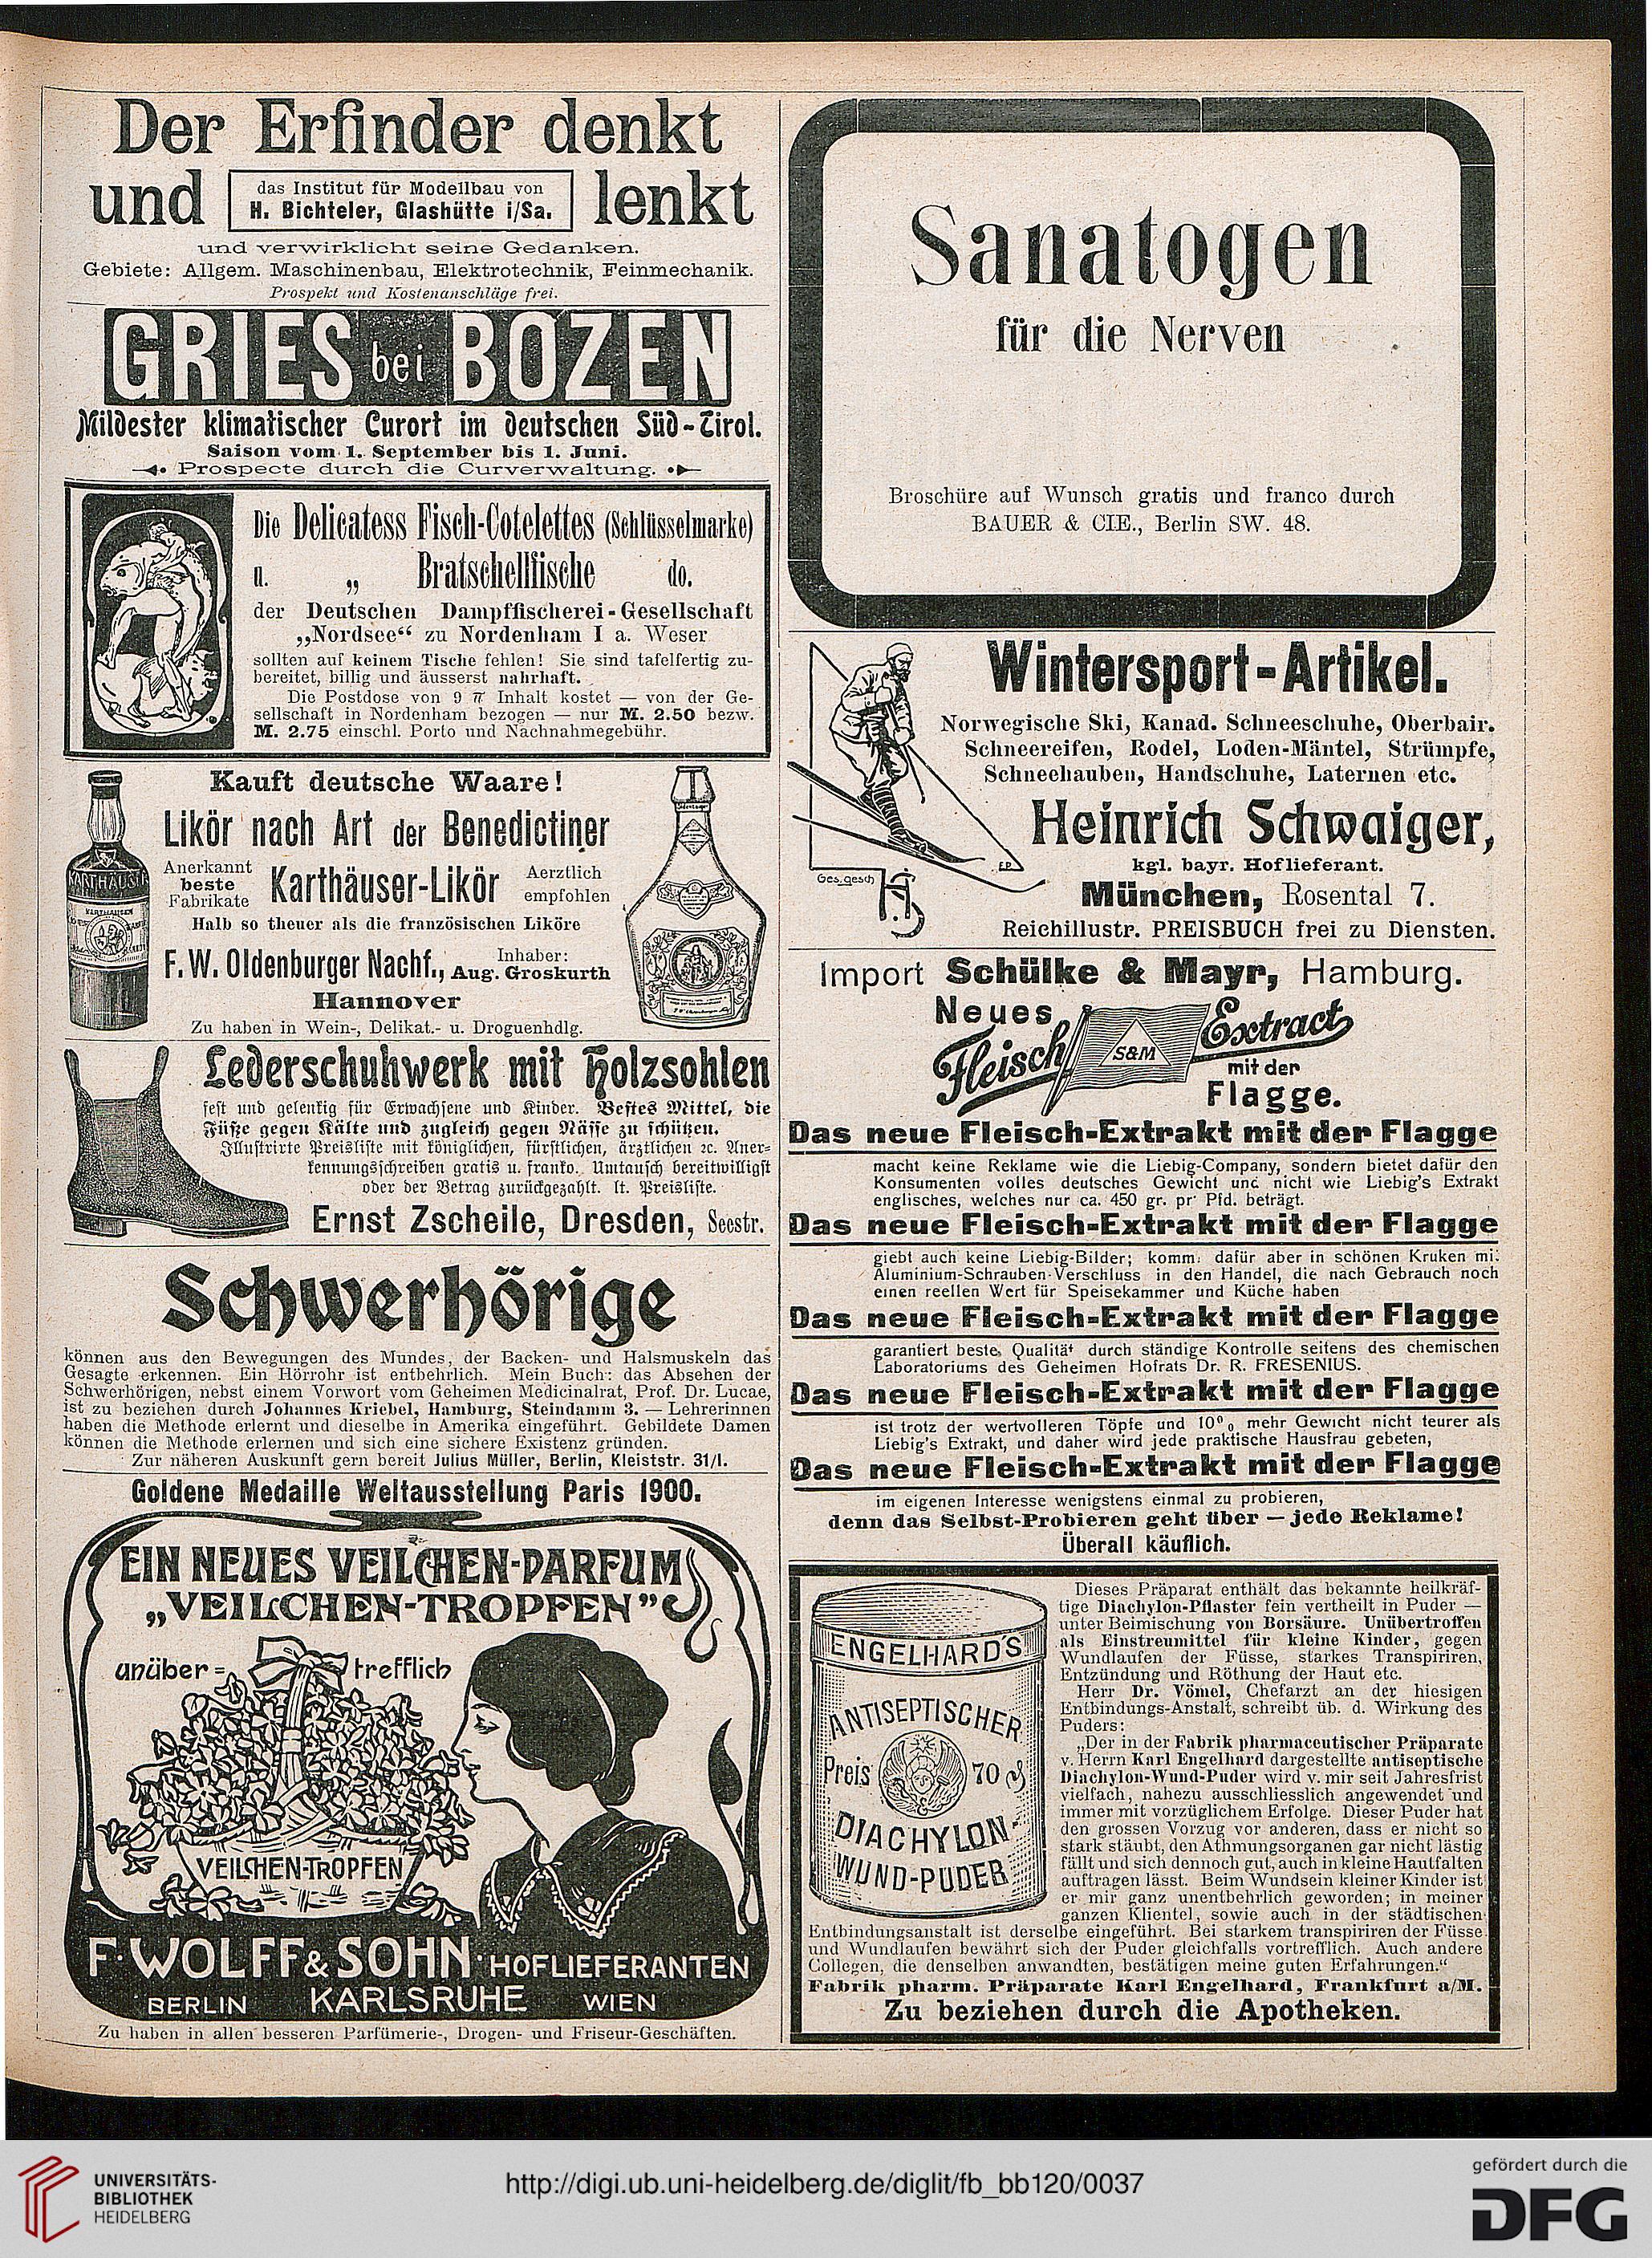 Der Erfinder denkt
und das Institut für Modellbau von lenkt
H. Bichteler, Glashütte i/Sa.
und verwirklicht seine Gedanken.
Gebiete: Allgem. Maschinenbau, Elektrotechnik, Feinmechanik.
Prospekt und Kostenanschläge frei.
GRIES bei BOZEN
Mildester klimatischer Curort im deutschen Süd-Tirol.
Saison vom 1. September bis 1. Juni.
Prospecte durch die Curverwaltung.
Die Delicatess Fisch-Cotelettes (Schlüsselmarke)
u. „ Bratschellfische do.
der Deutschen Dampffischerei-Gesellschaft
„Nordsee“ zu Nordenham I a. Weser
sollten auf keinem Tische fehlen! Sie sind tafelfertig zu-
bereitet, billig und äusserst nahrhaft.
Die Postdose von 9 ℔ Inhalt kostet — von der Ge-
sellschaft in Nordenham bezogen — nur M. 2.50 bezw.
M. 2.75 einschl. Porto und Nachnahmegebühr.
Kauft deutsche Waare!
Likör nach Art der Benedictiner
Anerkannt
beste
Fabrikate
Karthäuser-Likör
Aerztlich
empfohlen
Halb so theuer als die französischen Liköre
F. W. Oldenburger Nachf., Inhaber:
Aug. Groskurth
Hannover
Zu haben in Wein-, Delikat.- u. Droguenhdlg.
Lederschuhwerk mit Holzsohlen
fest und gelenkig für Erwachsene und Kinder. Bestes Mittel, die
Füße gegen Kälte und zugleich gegen Nässe zu schützen.
Illustrirte Preisliste mit königlichen, fürstlichen, ärztlichen ꝛc. Aner-
kennungsschreiben gratis u. franko. Umtausch bereitwilligst
oder der Betrag zurückgezahlt. lt. Preisliste.
Ernst Zscheile, Dresden, Seestr.
Schwerhörige
können aus den Bewegungen des Mundes, der Backen- und Halsmuskeln das
Gesagte erkennen. Ein Hörrohr ist entbehrlich. Mein Buch: das Absehen der
Schwerhörigen, nebst einem Vorwort vom Geheimen Medicinalrat, Prof. Dr. Lucae,
ist zu beziehen durch Johannes Kriebel, Hamburg, Steindamm 3. — Lehrerinnen
haben die Methode erlernt und dieselbe in Amerika eingeführt. Gebildete Damen
können die Methode erlernen und sich eine sichere Existenz gründen.
Zur näheren Auskunft gern bereit Julius Müller, Berlin, Kleiststr. 31/I.
Goldene Medaille Weltausstellung Paris 1900.
EIN NEUES VEILCHEN-PARFUM
„VEILCHEN-TROPFEN”
unüber= trefflich
VEILCHEN-TROPFEN
F. WOLFF & SOHN HOFLIEFERANTEN
BERLIN KARLSRUHE WIEN
Zu haben in allen besseren Parfümerie-, Drogen- und Friseur-Geschäften.
Sanatogen
für die Nerven
Broschüre auf Wunsch gratis und franco durch
BAUER & CIE., Berlin SW. 48.
Wintersport-Artikel.
Norwegische Ski, Kanad. Schneeschuhe, Oberbair.
Schneereifen, Rodel, Loden-Mäntel, Strümpfe,
Schneehauben, Handschuhe, Laternen etc.
Heinrich Schwaiger,
kgl. bayr. Hoflieferant.
München, Rosental 7.
Reichillustr. PREISBUCH frei zu Diensten.
Ges. gesch
Import Schülke & Mayr, Hamburg.
Neues
Fleisch S&M Extract
mit der
Flagge.
Das neue Fleisch-Extrakt mit der Flagge
macht keine Reklame wie die Liebig-Company, sondern bietet dafür den
Konsumenten volles deutsches Gewicht und nicht wie Liebig's Extrakt
englisches, welches nur ca. 450 gr. pr Pfd. beträgt.
Das neue Fleisch-Extrakt mit der Flagge
giebt auch keine Liebig-Bilder; komm. dafür aber in schönen Kruken mit
Aluminium-Schrauben-Verschluss in den Handel, die nach Gebrauch noch
einen reellen Wert für Speisekammer und Küche haben
Das neue Fleisch-Extrakt mit der Flagge
garantiert beste Qualität durch ständige Kontrolle seitens des chemischen
Laboratoriums des Geheimen Hofrats Dr. R. FRESENIUS.
Das neue Fleisch-Extrakt mit der Flagge
ist trotz der wertvolleren Töpfe und 10% mehr Gewicht nicht teurer als
Liebig's Extrakt, und daher wird jede praktische Hausfrau gebeten,
Das neue Fleisch-Extrakt mit der Flagge
im eigenen Interesse wenigstens einmal zu probieren,
denn das Selbst-Probieren geht über — jede Reklame!
Überall käuflich.
ENGELHARD'S
ANTISEPTISCHER
Preis 70 ₰
DIACHYLON-
WUND-PUDER
Dieses Präparat enthält das bekannte heilkräf-
tige Diachylon-Pflaster fein vertheilt in Puder —
unter Beimischung von Borsäure. Unübertroffen
als Einstreumittel für kleine Kinder, gegen
Wundlaufen der Füsse, starkes Transpiriren,
Entzündung und Röthung der Haut etc.
Herr Dr. Vömel, Chefarzt an der hiesigen
Entbindungs-Anstalt, schreibt üb. d. Wirkung des
Puders:
„Der in der Fabrik pharmaceutischer Präparate
v. Herrn Karl Engelhard dargestellte antiseptische
Diachylon-Wund-Puder wird v. mir seit Jahresfrist
vielfach, nahezu ausschliesslich angewendet und
immer mit vorzüglichem Erfolge. Dieser Puder hat
den grossen Vorzug vor anderen, dass er nicht so
stark stäubt, den Athmungsorganen gar nicht lästig
fällt und sich dennoch gut, auch in kleine Hautfalten
auftragen lässt. Beim Wundsein kleiner Kinder ist
er mir ganz unentbehrlich geworden; in meiner
ganzen Klientel, sowie auch in der städtischen
Entbindungsanstalt ist derselbe eingeführt. Bei starkem transpiriren der Füsse
und Wundlaufen bewährt sich der Puder gleichfalls vortrefflich. Auch andere
Collegen, die denselben anwandten, bestätigen meine guten Erfahrungen.“
Fabrik pharm. Präparate Karl Engelhard, Frankfurt a/M.
Zu beziehen durch die Apotheken.
UNIVERSITÄTS-
BIBLIOTHEK
HEIDELBERG
http://digi.ub.uni-heidelberg.de/diglit/fb_bb120/0037
gefördert durch die
DFG